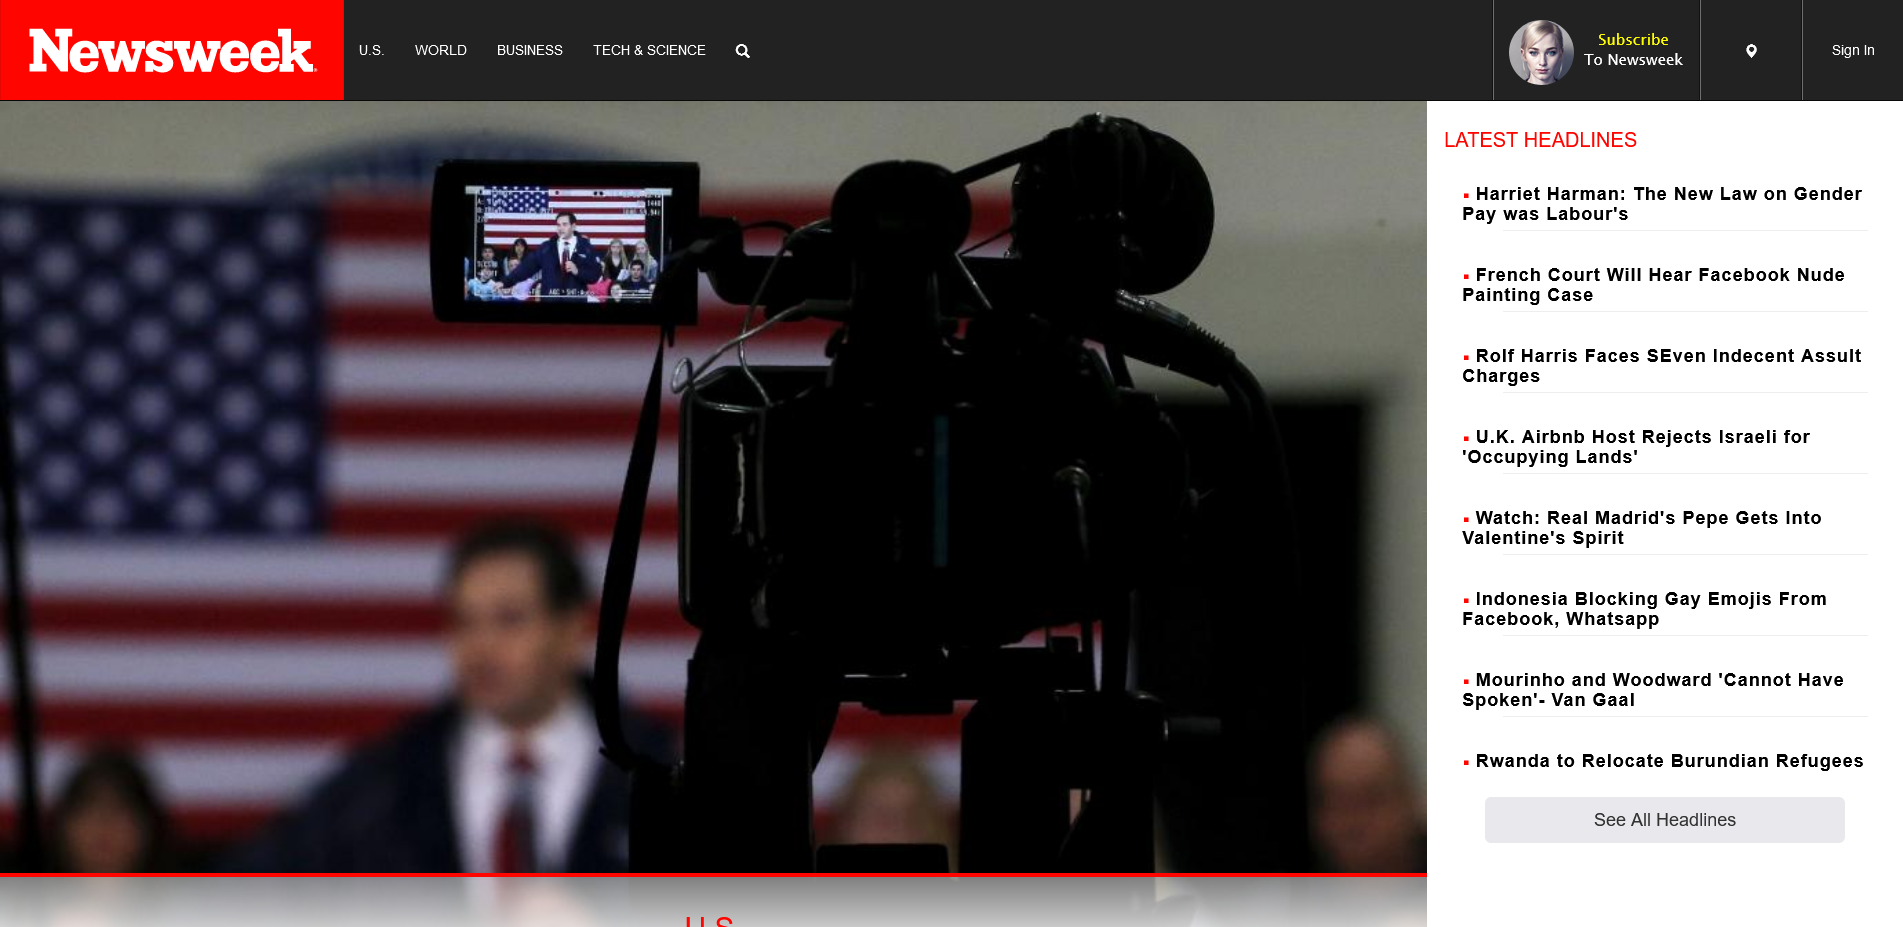 Newsweek
U.S.
WORLD
BUSINESS
TECH & SCIENCE
Subscribe
To Newsweek
Sign In
LATEST HEADLINES
Harriet Harman: The New Law on Gender
Pay was Labour's
French Court Will Hear Facebook Nude
Painting Case
Rolf Harris Faces SEven Indecent Assult
Charges
U.K. Airbnb Host Rejects Israeli for
'Occupying Lands'
Watch: Real Madrid's Pepe Gets Into
Valentine's Spirit
Indonesia Blocking Gay Emojis From
Facebook, Whatsapp
Mourinho and Woodward 'Cannot Have
Spoken'- Van Gaal
Rwanda to Relocate Burundian Refugees
See All Headlines
U.S